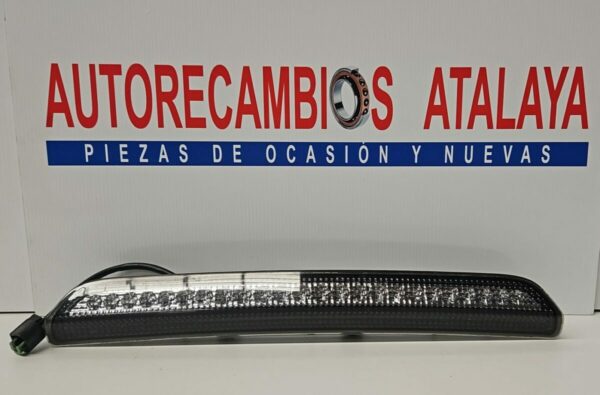 AUTORECAMBIOS ATALAYA
PIEZAS DE OCASIÓN Y NUEVAS